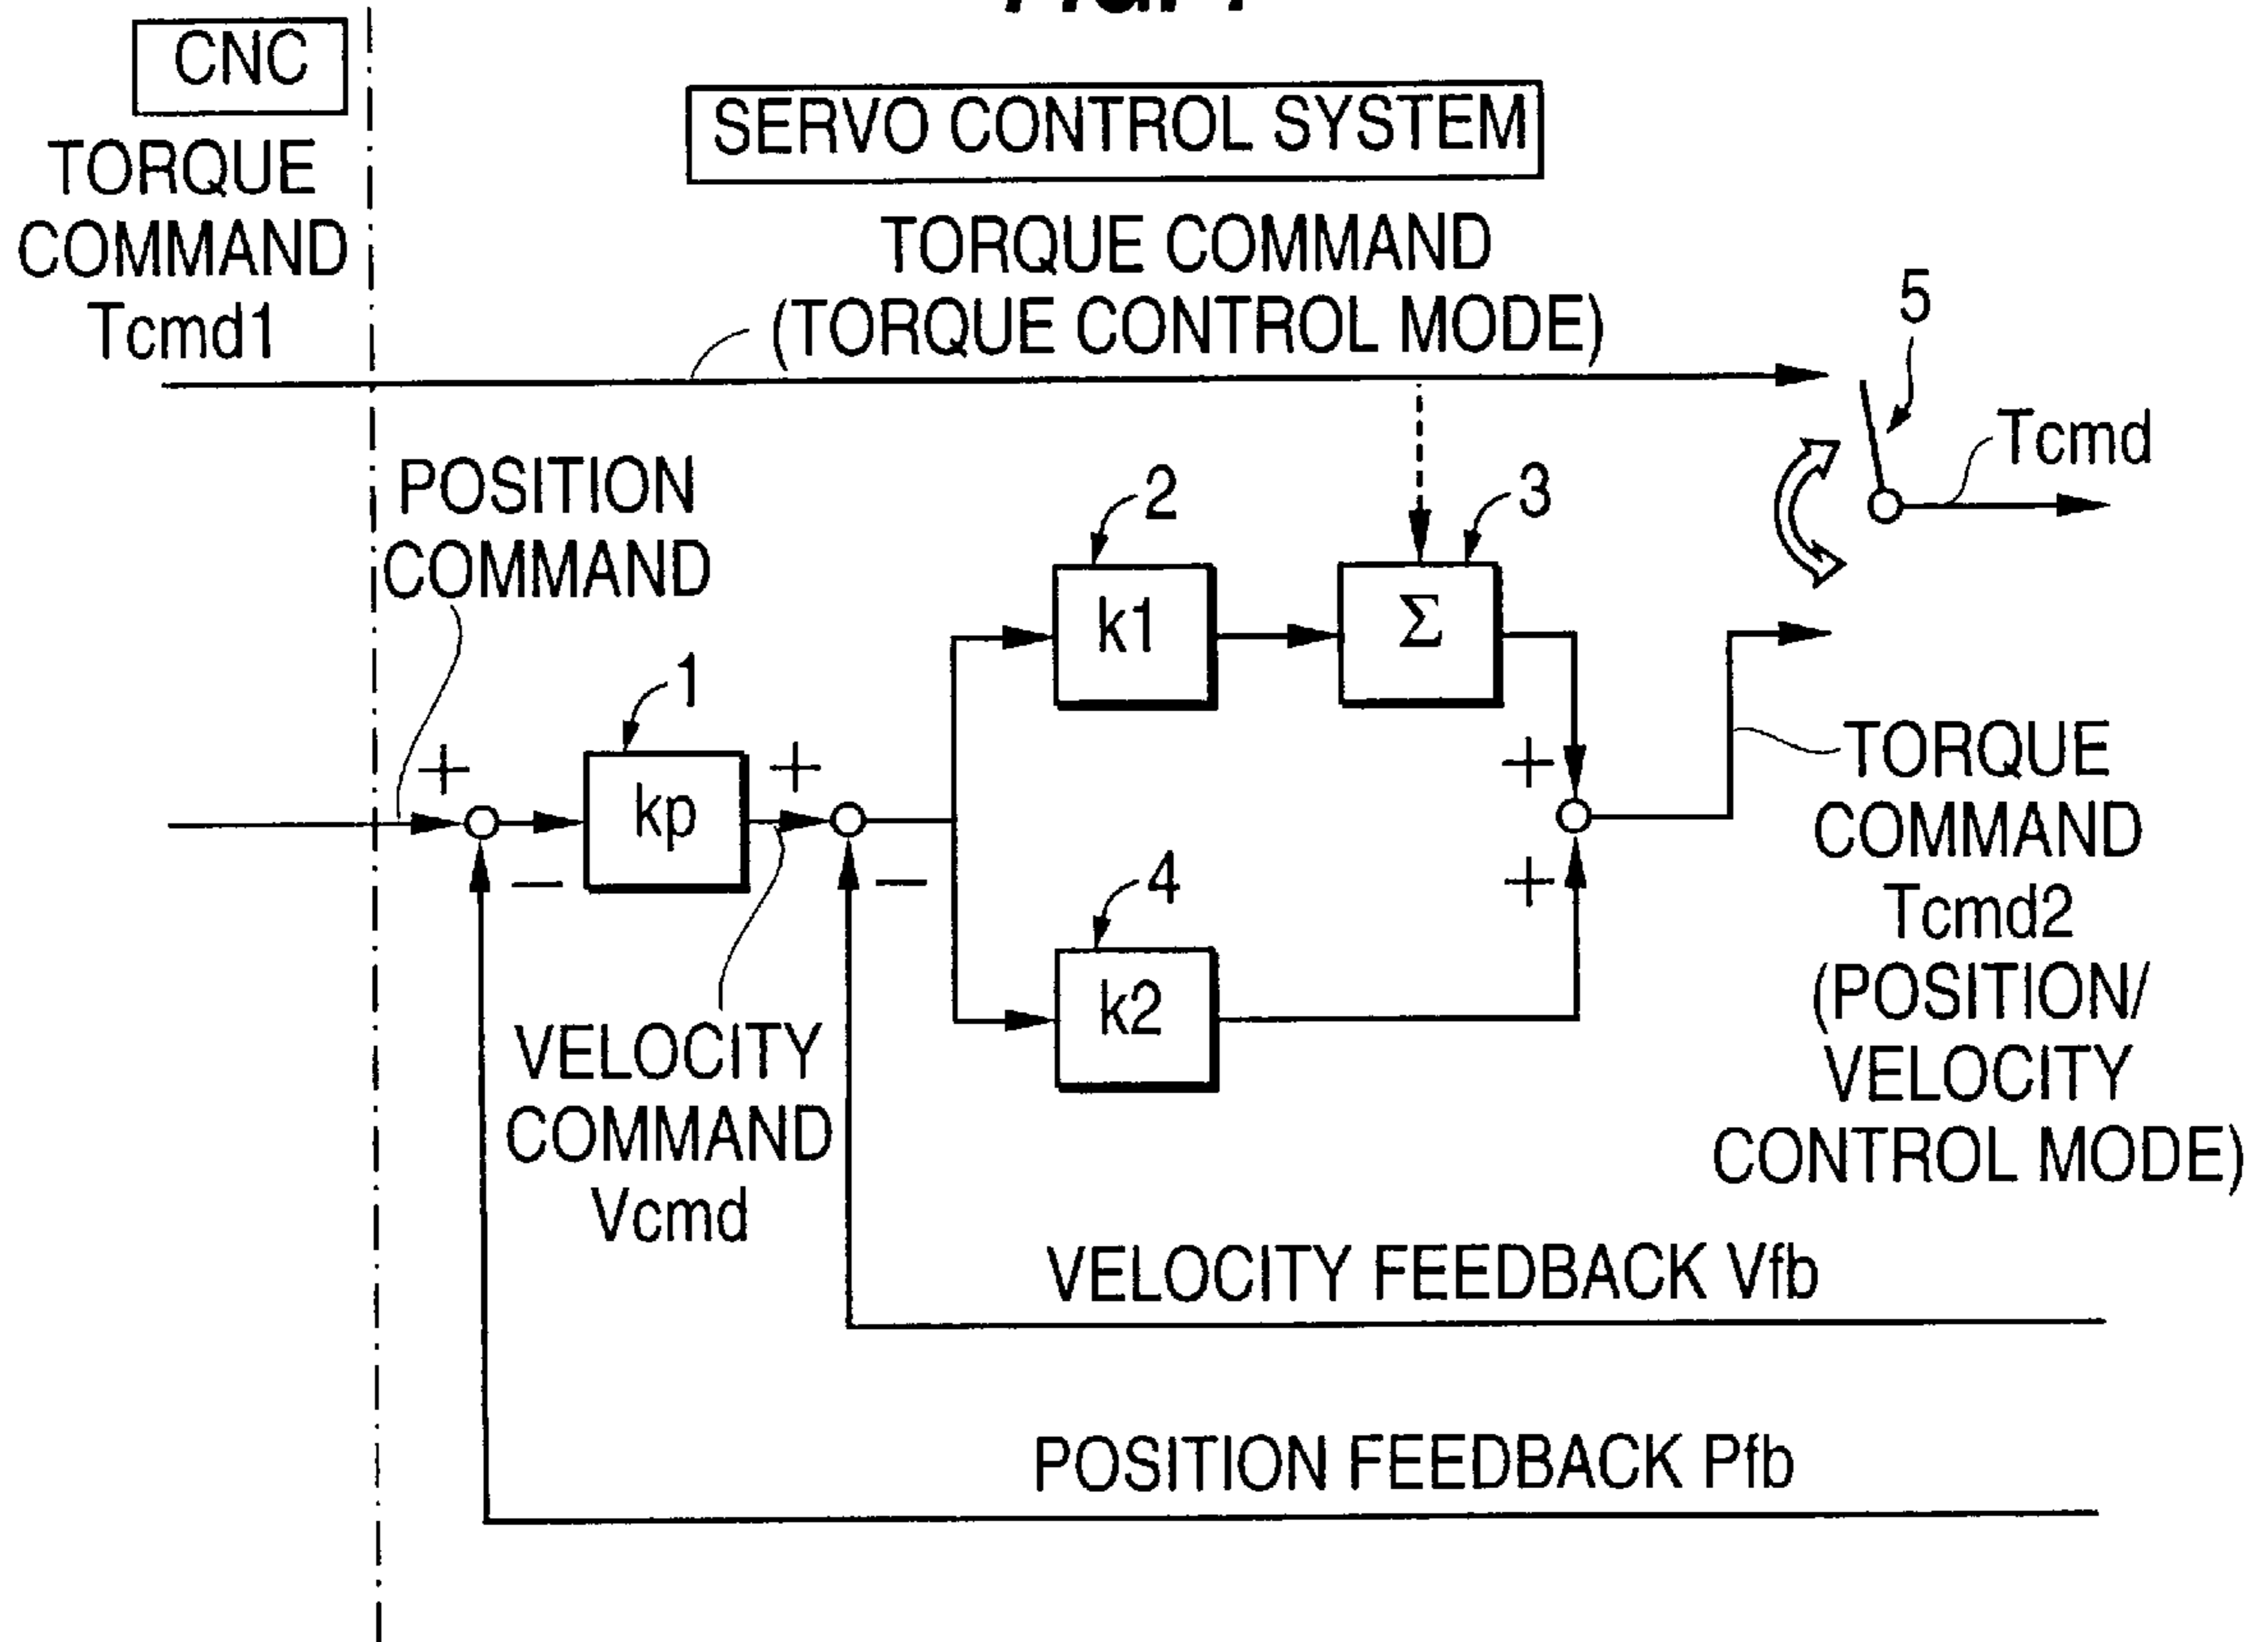 CNC
SERVO CONTROL SYSTEM
TORQUE
COMMAND
Tcmd1
TORQUE COMMAND
(TORQUE CONTROL MODE)
5
Tcmd
POSITION
COMMAND
2
3
k1
Σ
1
+
kp
+
−
−
4
k2
+
+
TORQUE
COMMAND
Tcmd2
(POSITION/
VELOCITY
CONTROL MODE)
VELOCITY
COMMAND
Vcmd
VELOCITY FEEDBACK Vfb
POSITION FEEDBACK Pfb